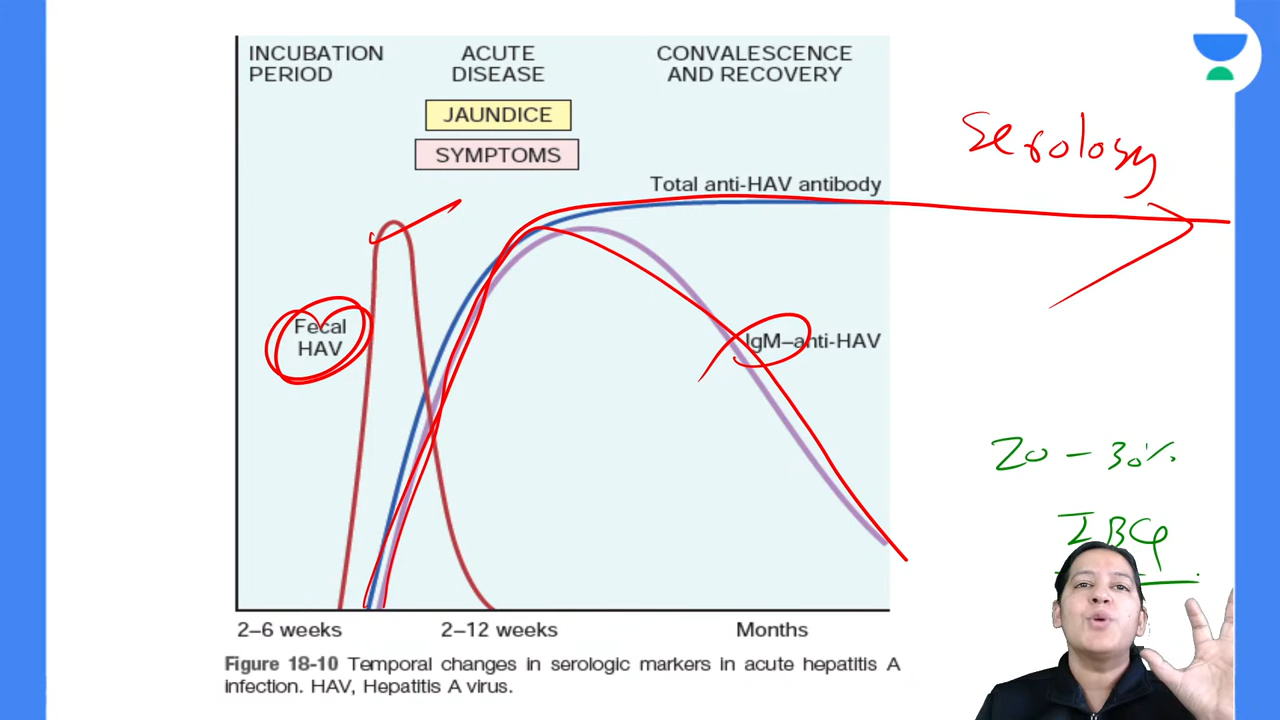 INCUBATION
PERIOD
ACUTE
DISEASE
CONVALESCENCE
AND RECOVERY
JAUNDICE
SYMPTOMS
Serology
Total anti-HAV antibody
Fecal
HAV
IgM–anti-HAV
20 – 30%
IBQ
2–6 weeks
2–12 weeks
Months
Figure 18-10 Temporal changes in serologic markers in acute hepatitis A
infection. HAV, Hepatitis A virus.